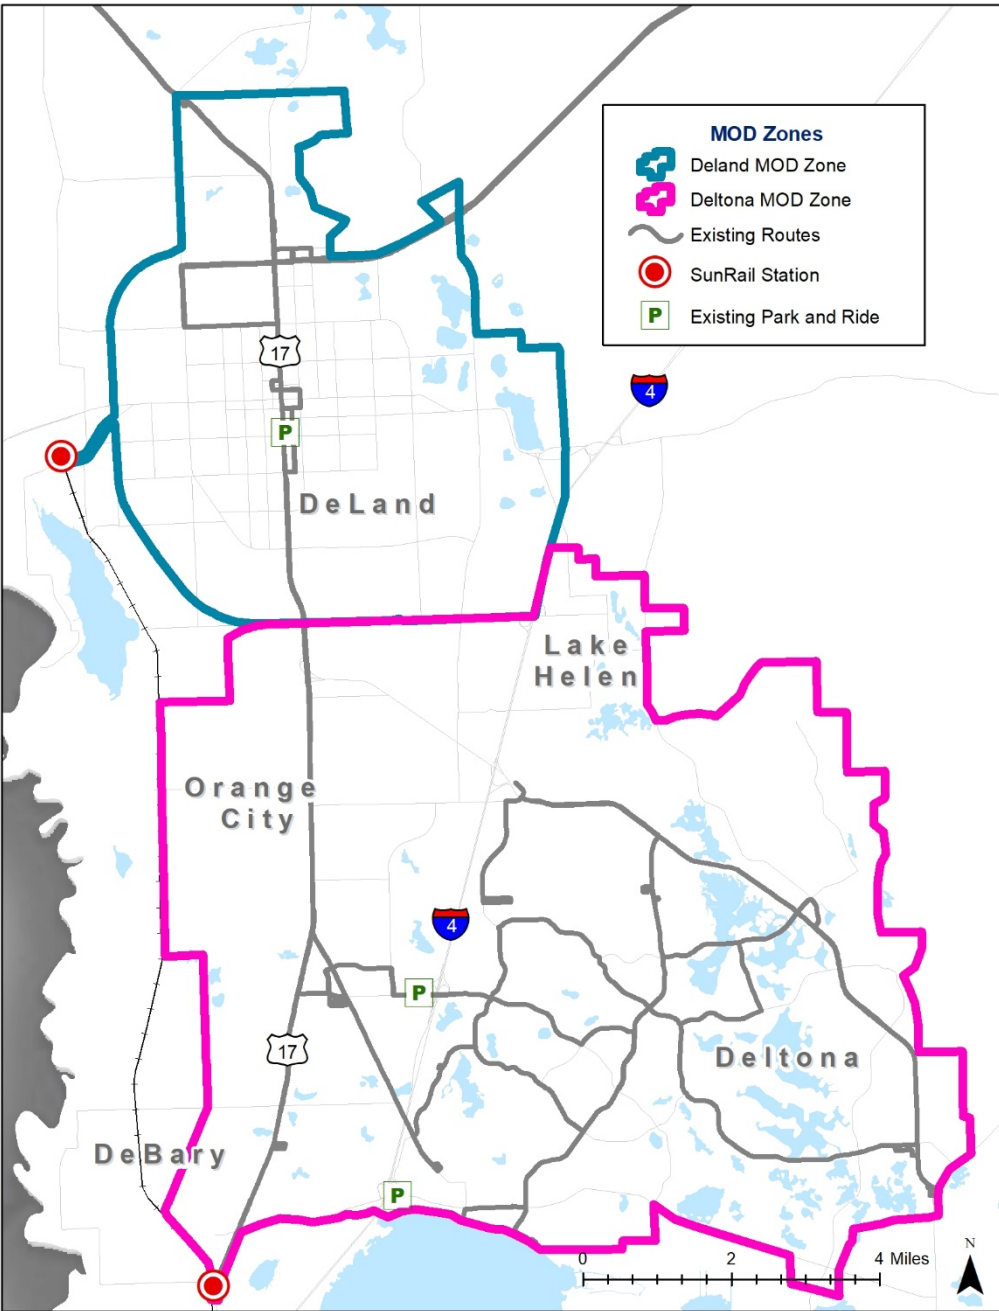 MOD Zones
Deland MOD Zone
Deltona MOD Zone
Existing Routes
SunRail Station
P Existing Park and Ride
17
4
P
DeLand
Lake
Helen
Orange
City
4
P
17
Deltona
DeBary
P
0 2 4 Miles
N